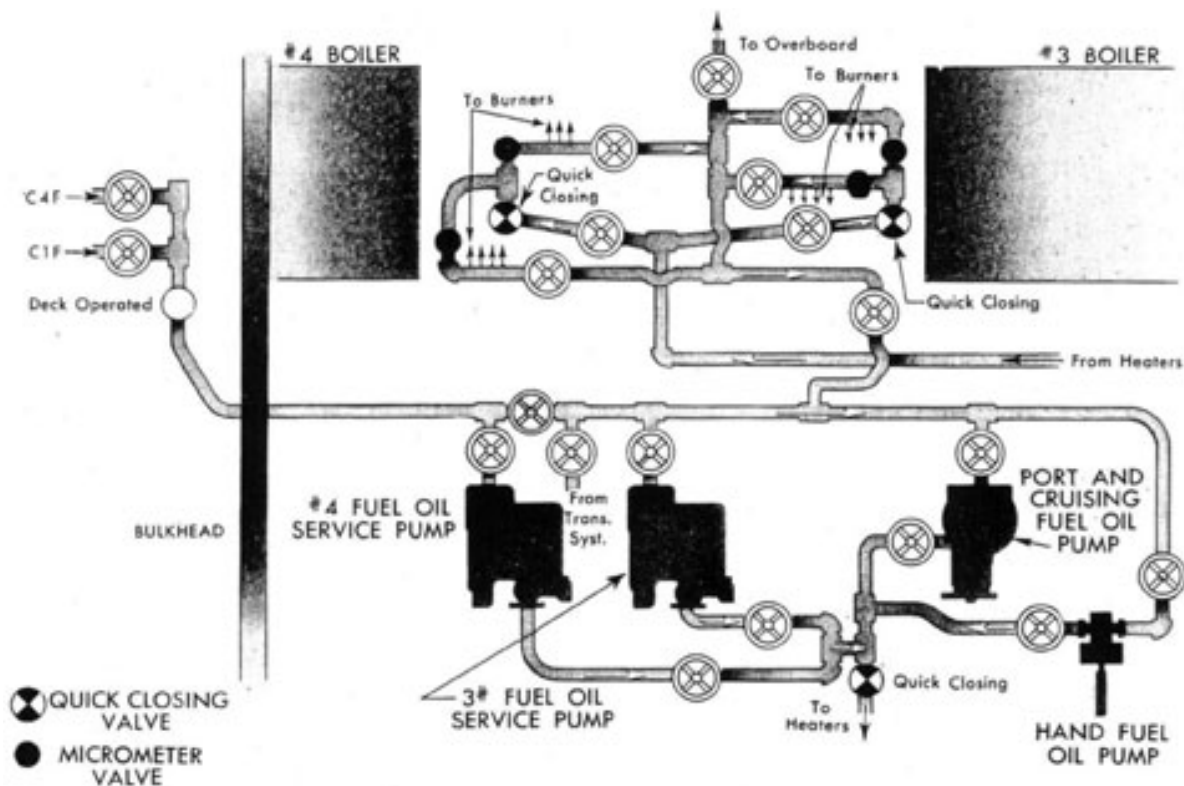 To Overboard
#4 BOILER
#3 BOILER
To Burners
To Burners
Quick
Closing
C4F
C1F
Deck Operated
Quick Closing
From Heaters
#4 FUEL OIL
SERVICE PUMP
From
Trans.
Syst.
PORT AND
CRUISING
FUEL OIL
PUMP
BULKHEAD
3# FUEL OIL
SERVICE PUMP
Quick Closing
To
Heaters
HAND FUEL
OIL PUMP
QUICK CLOSING
VALVE
MICROMETER
VALVE